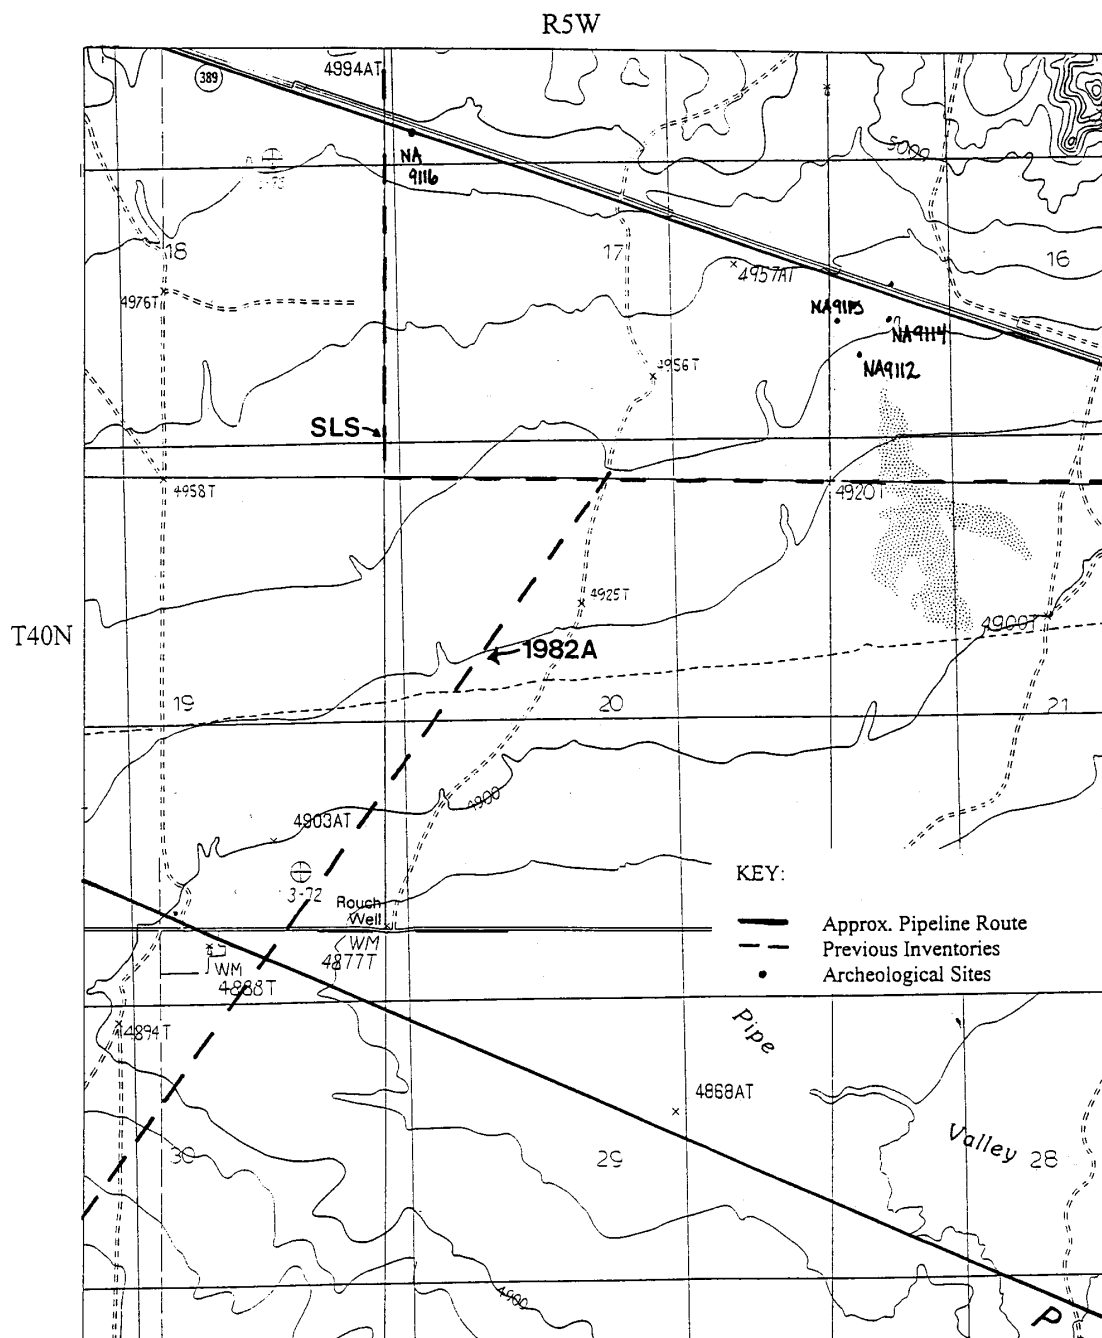 R5W
389
4994AT
NA
9116
5000
18
17
16
4957AT
4976T
NA9115
NA9114
NA9112
4956T
SLS
4958T
4920T
4925T
4900T
T40N
1982A
19
20
21
4900
4903AT
3-72
Rouch
Well
WM
4877T
WM
4888T
4894T
KEY:
Approx. Pipeline Route
Previous Inventories
Archeological Sites
Pipe
4868AT
Valley
30
29
28
4900
P